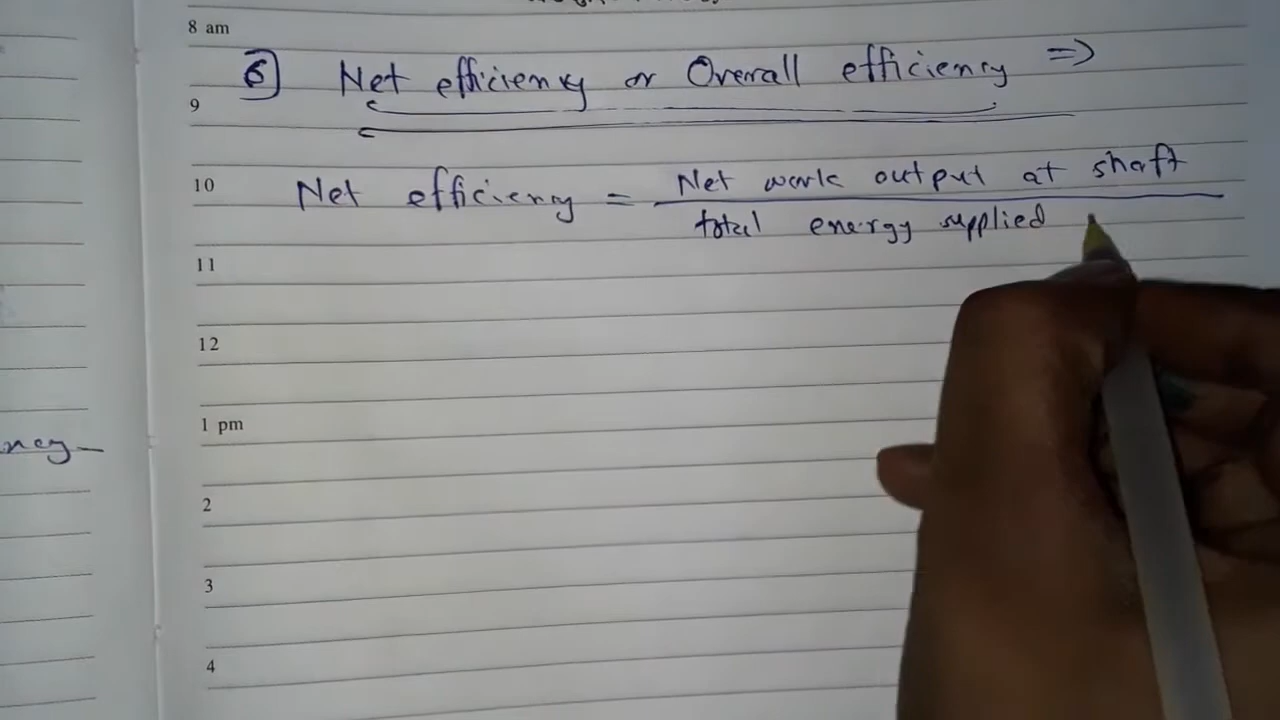 8 am
6 Net efficiency or Overall efficiency =>
9
10
Net efficiency = Net work output at shaft
total energy supplied
11
12
1 pm
ncy
2
3
4